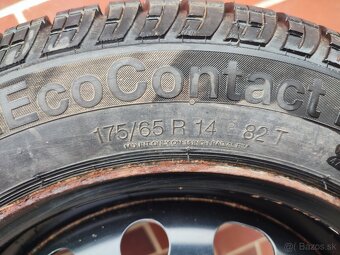 EcoContact
175/65 R 14 82 T
© Bazos.sk